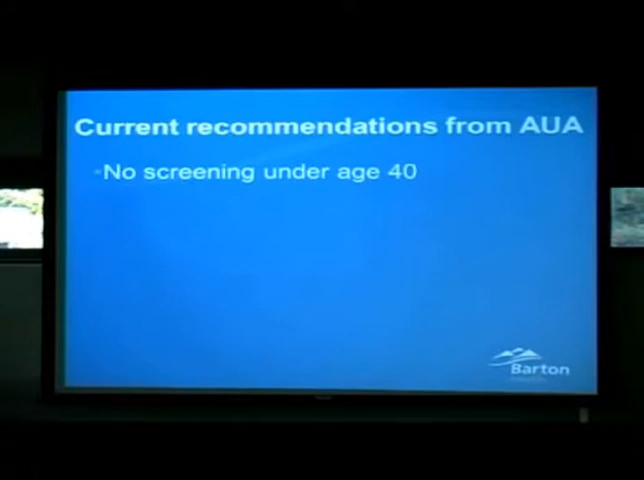 Current recommendations from AUA
No screening under age 40
Barton